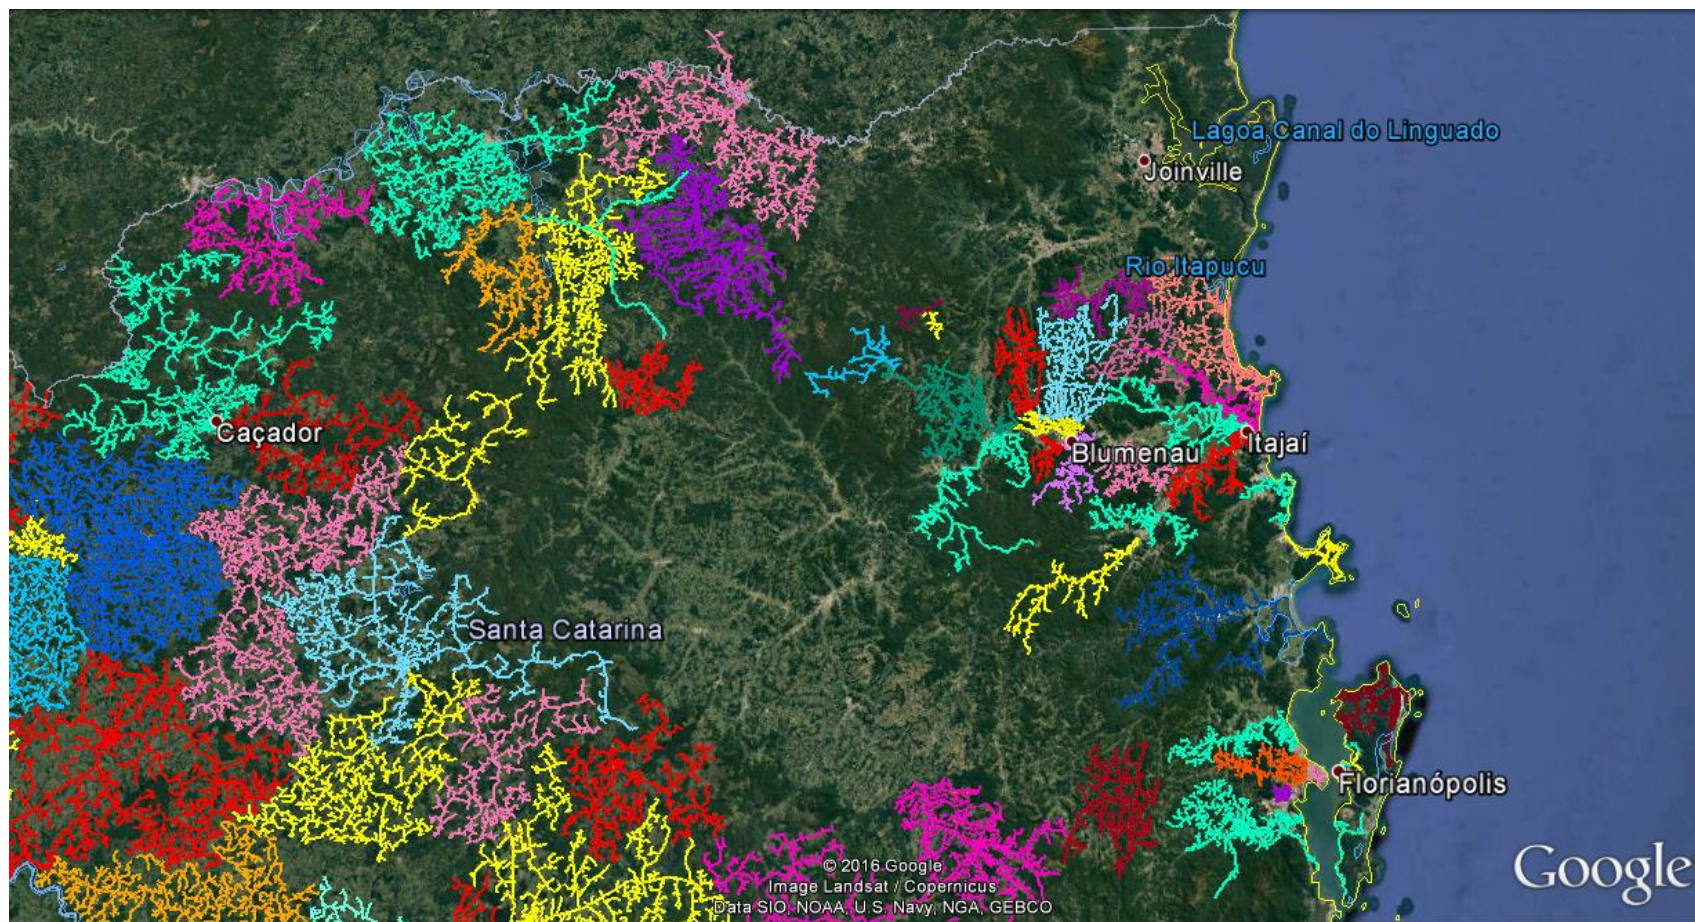 Lagoa Canal do Linguado
Joinville
Rio Itapucu
Caçador
Blumenau
Itajaí
Santa Catarina
Florianópolis
© 2016 Google
Image Landsat / Copernicus
Data SIO, NOAA, U.S. Navy, NGA, GEBCO
Google